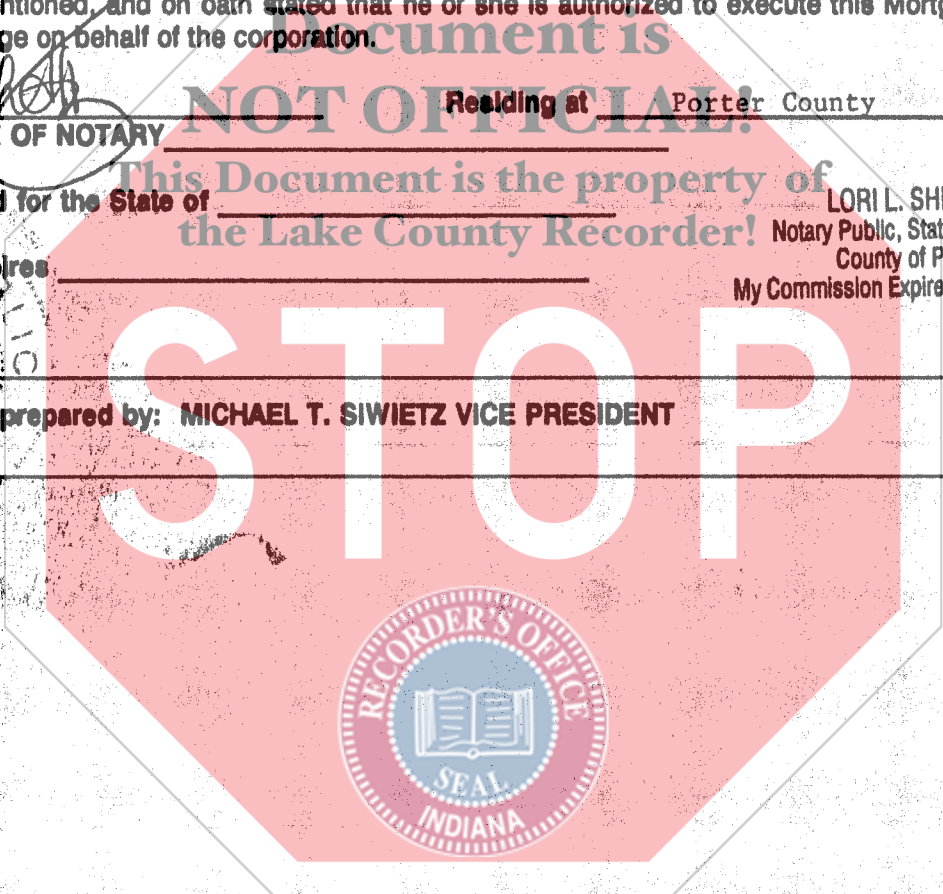 ntioned, and on oath stated that he or she is authorized to execute this Mortg
ge on behalf of the corporation.
Document is
NOT OFFICIAL!
Residing at Porter County
OF NOTARY
This Document is the property of
for the State of
LORI L. SHI
the Lake County Recorder!
Notary Public, Stat
ires
County of P
My Commission Expire
STOP
prepared by: MICHAEL T. SIWIETZ VICE PRESIDENT
RECORDER'S OFFICE
SEAL
INDIANA